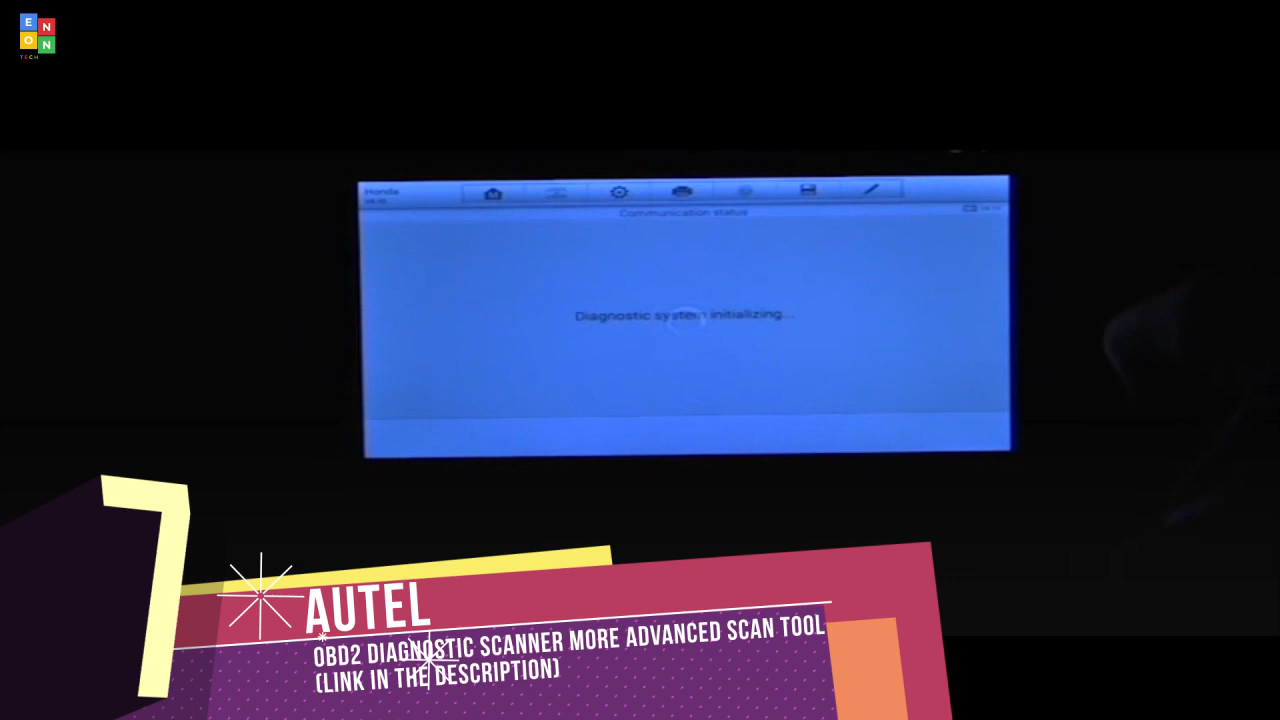 E
N
O
N
TECH
Honda
Communication status
Diagnostic system initializing...
7
AUTEL
OBD2 DIAGNOSTIC SCANNER MORE ADVANCED SCAN TOOL
(LINK IN THE DESCRIPTION)